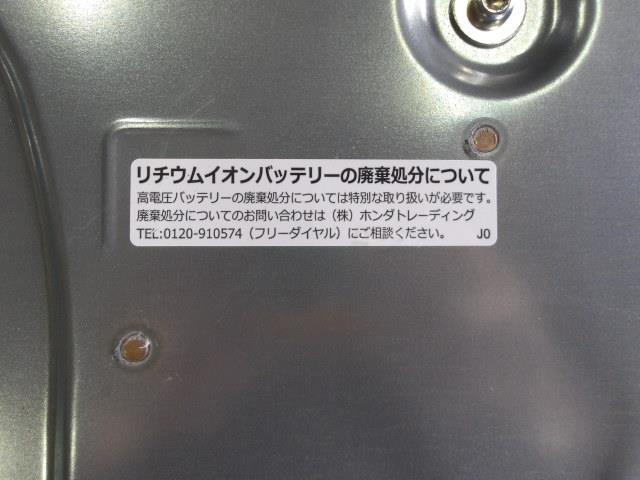 リチウムイオンバッテリーの廃棄処分について
高電圧バッテリーの廃棄処分については特別な取り扱いが必要です。
廃棄処分についてのお問い合わせは（株）ホンダトレーディング
TEL:0120-910574（フリーダイヤル）にご相談ください。 J0